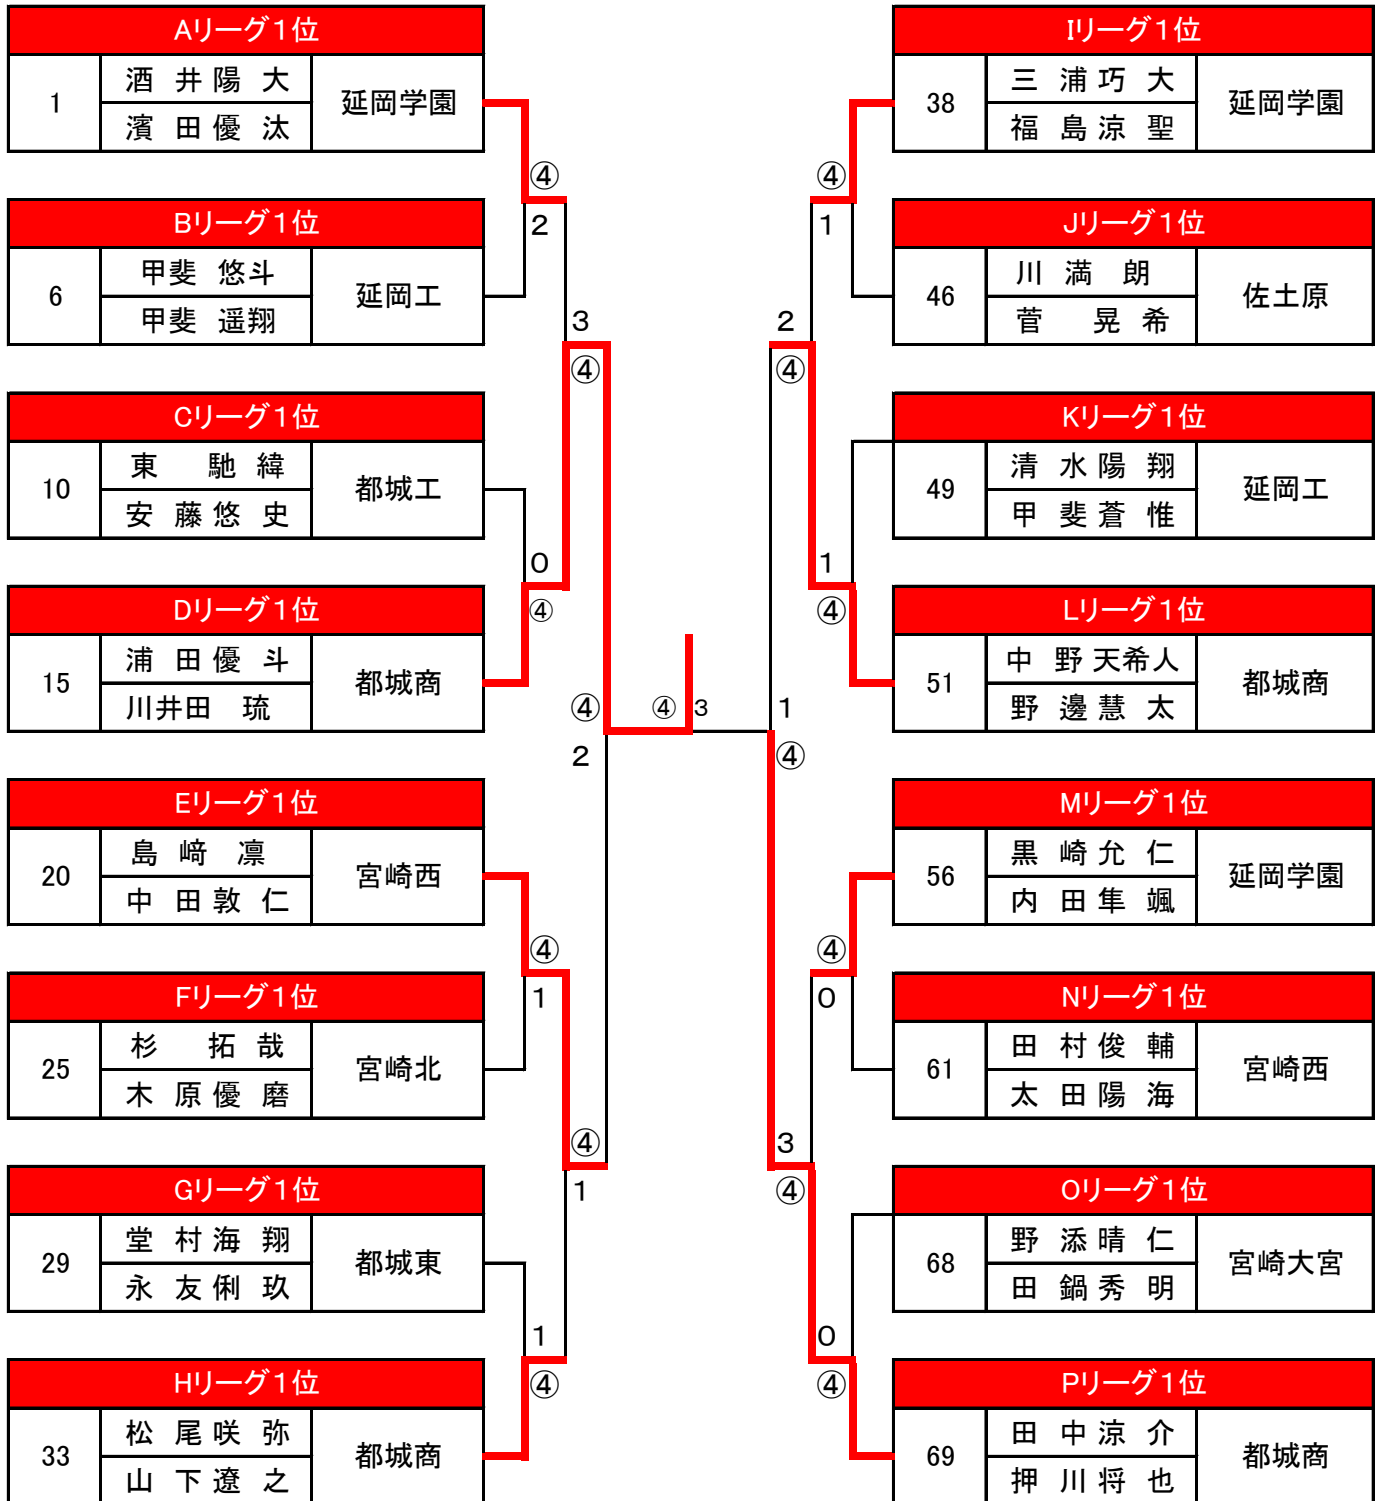 Aリーグ1位
1
酒井陽大
濱田優汰
延岡学園
Bリーグ1位
6
甲斐 悠斗
甲斐 遥翔
延岡工
Cリーグ1位
10
東 馳緯
安藤悠史
都城工
Dリーグ1位
15
浦田優斗
川井田 琉
都城商
Eリーグ1位
20
島﨑 凛
中田敦仁
宮崎西
Fリーグ1位
25
杉 拓哉
木原優磨
宮崎北
Gリーグ1位
29
堂村海翔
永友俐玖
都城東
Hリーグ1位
33
松尾咲弥
山下遼之
都城商
④
2
3
④
0
④
④
2
④
1
④
1
1
④
④ 3
④
1
2
④
1
④
1
④
④
0
3
④
0
④
Iリーグ1位
38
三浦巧大
福島涼聖
延岡学園
Jリーグ1位
46
川満 朗
菅 晃希
佐土原
Kリーグ1位
49
清水陽翔
甲斐蒼惟
延岡工
Lリーグ1位
51
中野天希人
野邊慧太
都城商
Mリーグ1位
56
黒崎允仁
内田隼颯
延岡学園
Nリーグ1位
61
田村俊輔
太田陽海
宮崎西
Oリーグ1位
68
野添晴仁
田鍋秀明
宮崎大宮
Pリーグ1位
69
田中涼介
押川将也
都城商